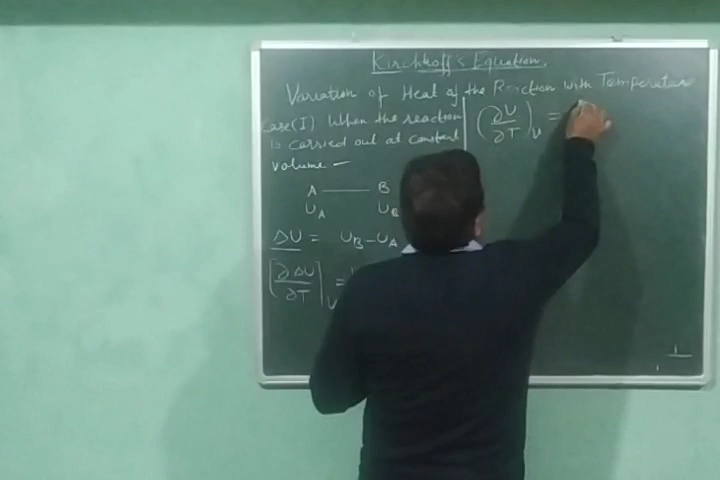 Kirchhoff's Equation.
Variation of Heat of the Reaction with Temperature
Case(I) When the reaction
is carried out at constant
volume –
A ——— B
U_A U_B
ΔU = U_B – U_A
[∂ΔU/∂T]_V =
(∂U/∂T)_V =